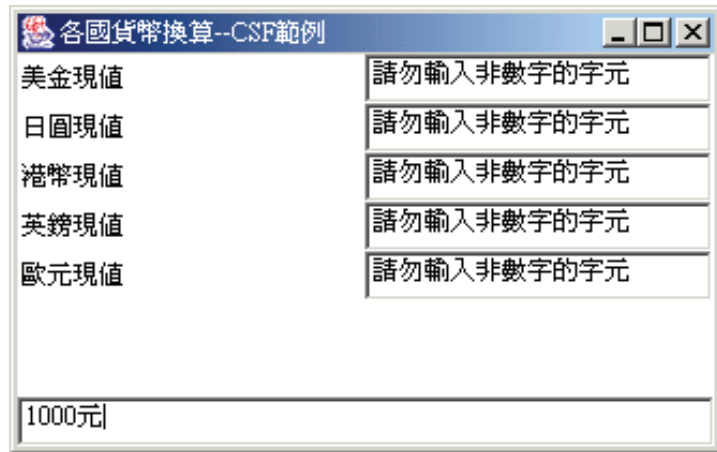 各國貨幣換算--CSF範例
美金現值 請勿輸入非數字的字元
日圓現值 請勿輸入非數字的字元
港幣現值 請勿輸入非數字的字元
英鎊現值 請勿輸入非數字的字元
歐元現值 請勿輸入非數字的字元
1000元